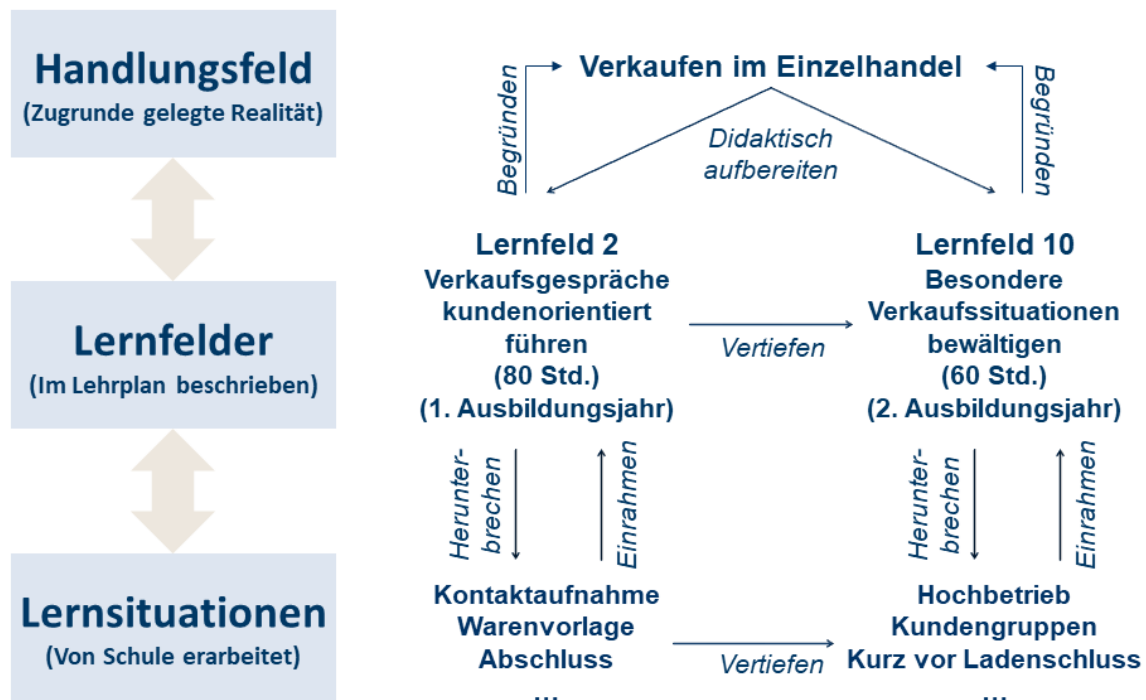 Handlungsfeld
(Zugrunde gelegte Realität)
Begründen
Verkaufen im Einzelhandel
Begründen
Didaktisch
aufbereiten
Lernfelder
(Im Lehrplan beschrieben)
Lernfeld 2
Verkaufsgespräche
kundenorientiert
führen
(80 Std.)
(1. Ausbildungsjahr)
Vertiefen
Lernfeld 10
Besondere
Verkaufssituationen
bewältigen
(60 Std.)
(2. Ausbildungsjahr)
Herunter-
brechen
Einrahmen
Herunter-
brechen
Einrahmen
Lernsituationen
(Von Schule erarbeitet)
Kontaktaufnahme
Warenvorlage
Abschluss
...
Vertiefen
Hochbetrieb
Kundengruppen
Kurz vor Ladenschluss
...